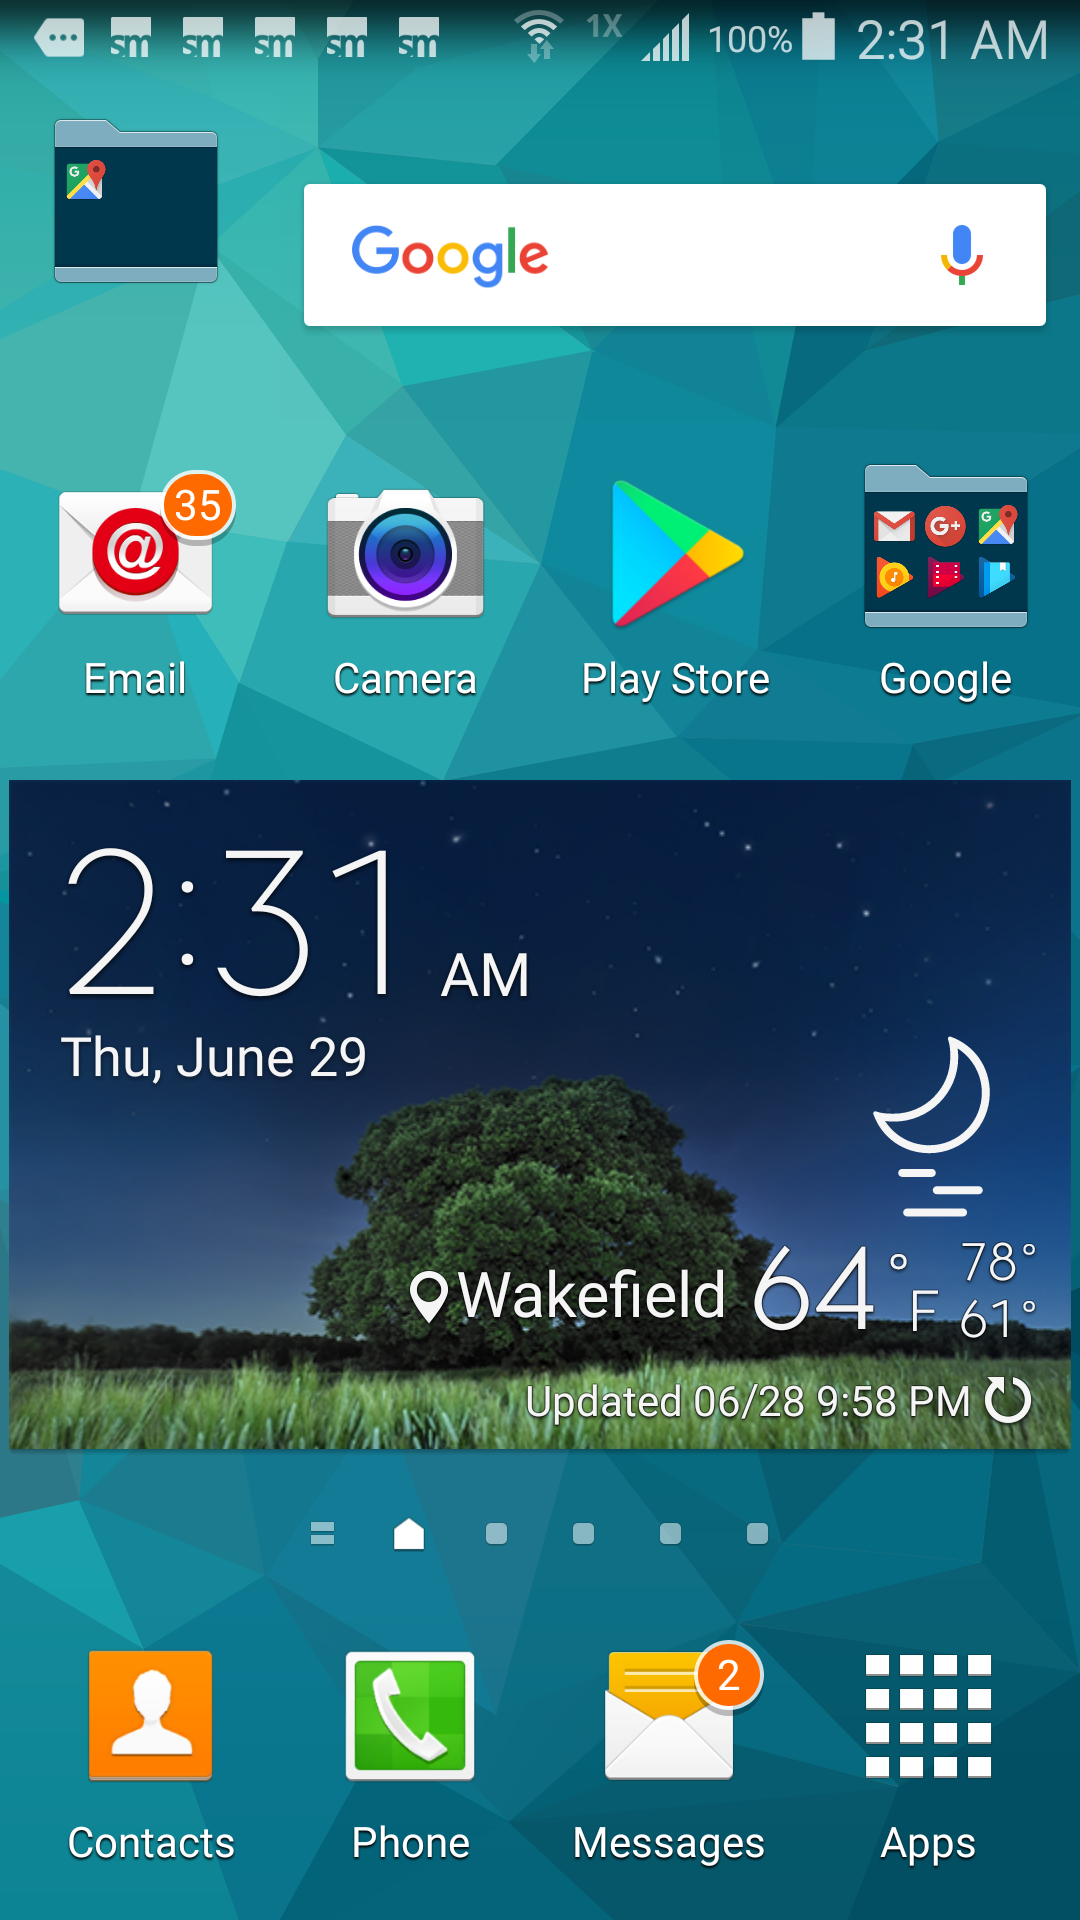 sm sm sm sm sm 1X 100% 2:31 AM
G
Google
35
@
G G+ G
Email Camera Play Store Google
2:31 AM
Thu, June 29
78°
Wakefield 64° F 61°
Updated 06/28 9:58 PM
2
Contacts Phone Messages Apps